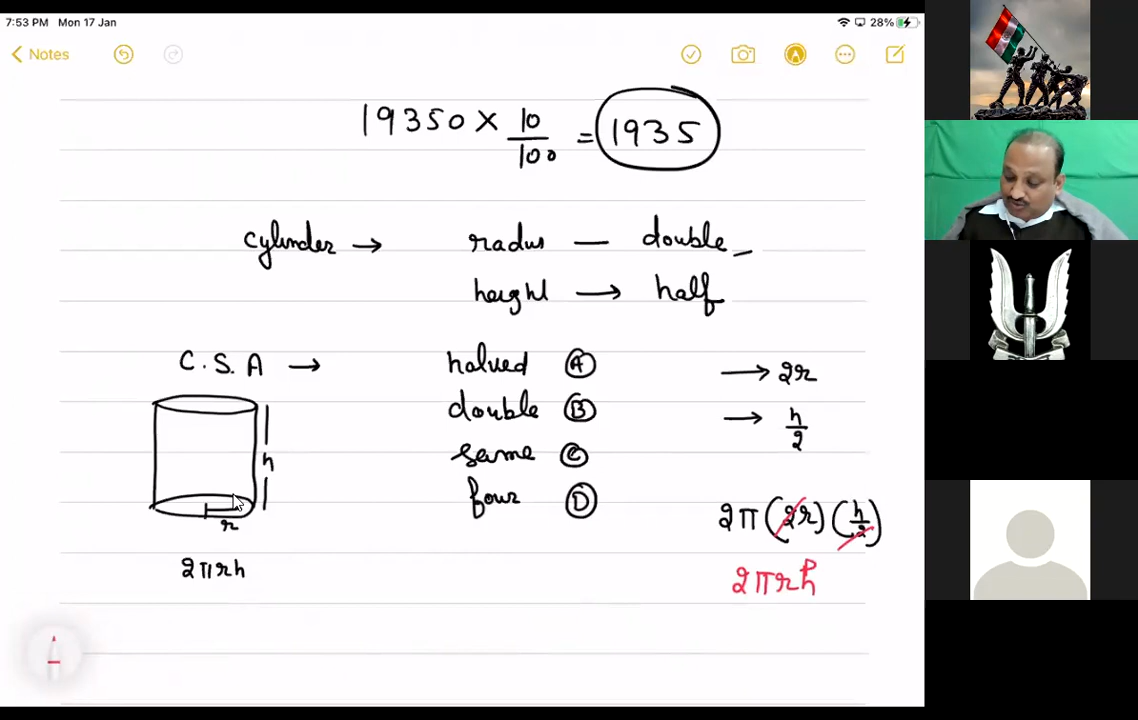 7:53 PM Mon 17 Jan
28%
Notes
19350 × 10/100 = 1935
cylinder → radus — double
height → half
C.S.A → halved Ⓐ
double Ⓑ
same Ⓒ
four Ⓓ
→ 2r
→ h/2
h
r
2πrh
2π(2r)(h/2)
2πrh